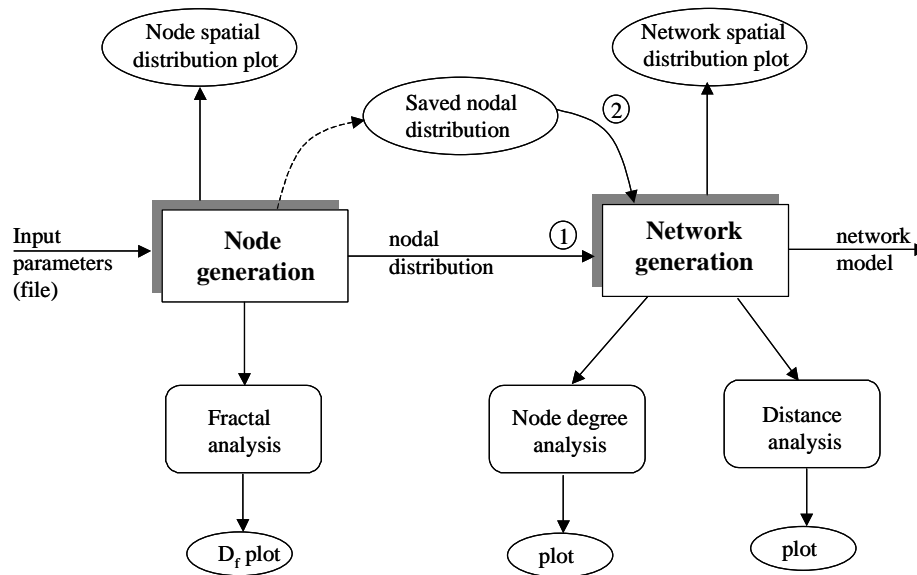 Node spatial
distribution plot
Network spatial
distribution plot
Saved nodal
distribution
2
Input
parameters
(file)
Node
generation
nodal
distribution
1
Network
generation
network
model
Fractal
analysis
Node degree
analysis
Distance
analysis
D_f plot
plot
plot